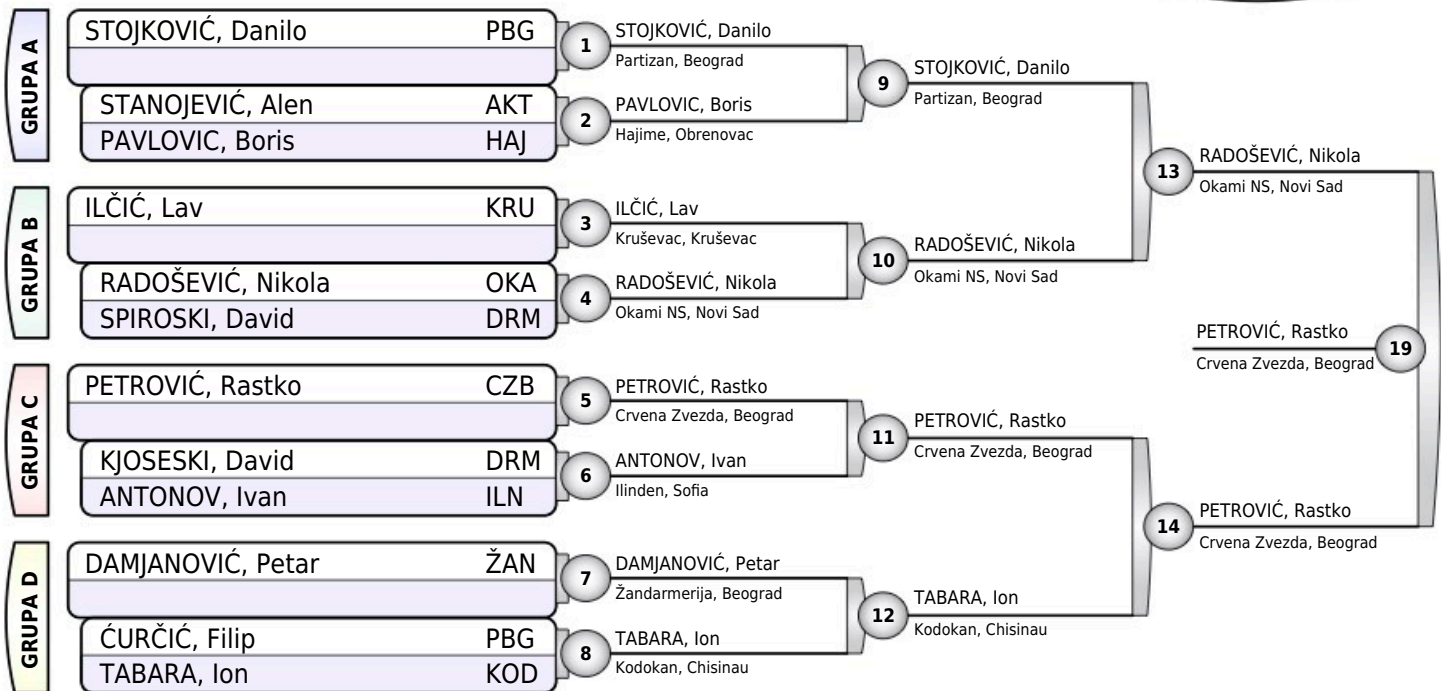 GRUPA A
STOJKOVIĆ, Danilo PBG
STANOJEVIĆ, Alen AKT
PAVLOVIC, Boris HAJ
GRUPA B
ILČIĆ, Lav KRU
RADOŠEVIĆ, Nikola OKA
SPIROSKI, David DRM
GRUPA C
PETROVIĆ, Rastko CZB
KJOSESKI, David DRM
ANTONOV, Ivan ILN
GRUPA D
DAMJANOVIĆ, Petar ŽAN
ĆURČIĆ, Filip PBG
TABARA, Ion KOD
1
STOJKOVIĆ, Danilo
Partizan, Beograd
2
PAVLOVIC, Boris
Hajime, Obrenovac
3
ILČIĆ, Lav
Kruševac, Kruševac
4
RADOŠEVIĆ, Nikola
Okami NS, Novi Sad
5
PETROVIĆ, Rastko
Crvena Zvezda, Beograd
6
ANTONOV, Ivan
Ilinden, Sofia
7
DAMJANOVIĆ, Petar
Žandarmerija, Beograd
8
TABARA, Ion
Kodokan, Chisinau
9
STOJKOVIĆ, Danilo
Partizan, Beograd
10
RADOŠEVIĆ, Nikola
Okami NS, Novi Sad
11
PETROVIĆ, Rastko
Crvena Zvezda, Beograd
12
TABARA, Ion
Kodokan, Chisinau
13
RADOŠEVIĆ, Nikola
Okami NS, Novi Sad
14
PETROVIĆ, Rastko
Crvena Zvezda, Beograd
PETROVIĆ, Rastko
Crvena Zvezda, Beograd
19